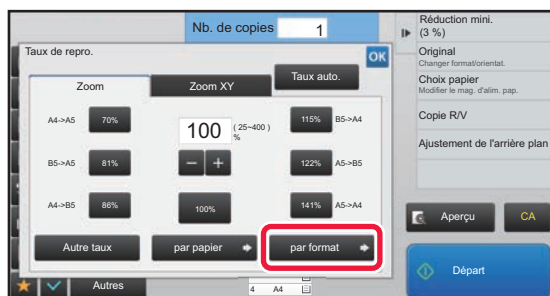 Nb. de copies 1
Taux de repro.
OK
Zoom
Zoom XY
Taux auto.
A4->A5 70%
100 (25~400) %
115% B5->A4
B5->A5 81%
− +
122% A5->B5
A4->B5 86%
100%
141% A5->A4
Autre taux
par papier
par format
Autres
4 A4
Réduction mini.
(3 %)
Original
Changer format/orientat.
Choix papier
Modifier le mag. d'alim. pap.
Copie R/V
Ajustement de l'arrière plan
Aperçu
CA
Départ